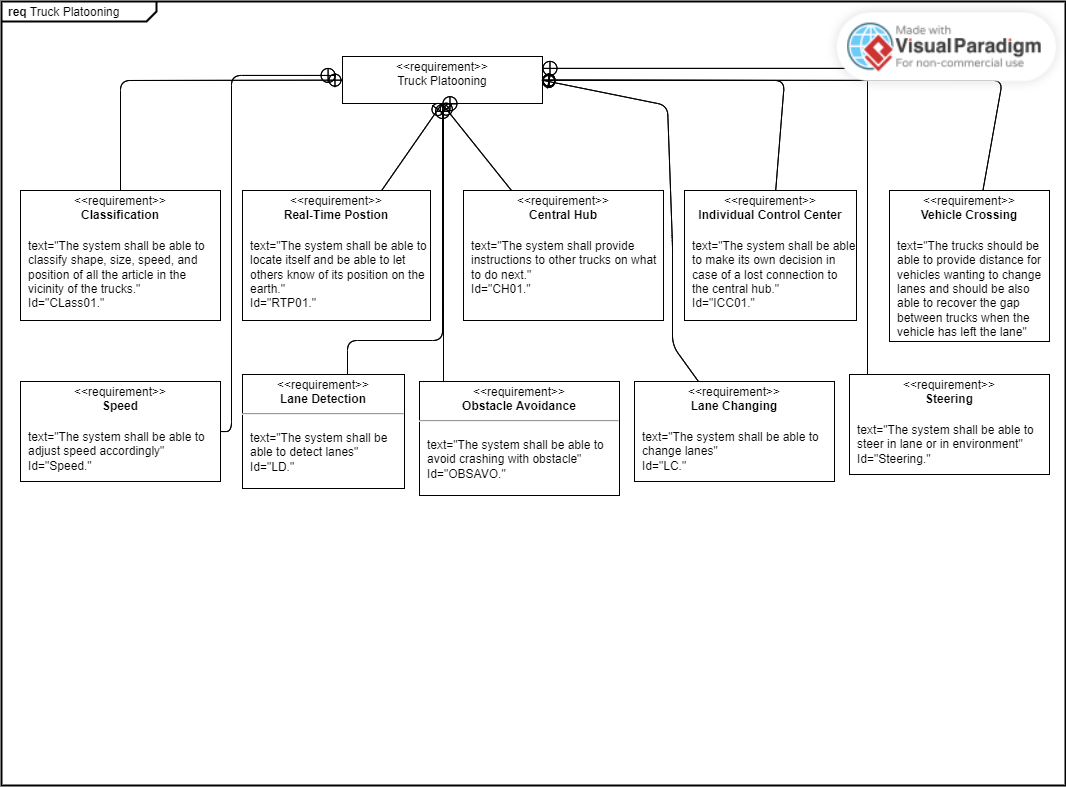 req Truck Platooning
Made with
Visual Paradigm
For non-commercial use
<<requirement>>
Truck Platooning
<<requirement>>
Classification
text="The system shall be able to
classify shape, size, speed, and
position of all the article in the
vicinity of the trucks."
Id="CLass01."
<<requirement>>
Real-Time Postion
text="The system shall be able to
locate itself and be able to let
others know of its position on the
earth."
Id="RTP01."
<<requirement>>
Central Hub
text="The system shall provide
instructions to other trucks on what
to do next."
Id="CH01."
<<requirement>>
Individual Control Center
text="The system shall be able
to make its own decision in
case of a lost connection to
the central hub."
Id="ICC01."
<<requirement>>
Vehicle Crossing
text="The trucks should be
able to provide distance for
vehicles wanting to change
lanes and should be also
able to recover the gap
between trucks when the
vehicle has left the lane"
<<requirement>>
Speed
text="The system shall be able to
adjust speed accordingly"
Id="Speed."
<<requirement>>
Lane Detection
text="The system shall be
able to detect lanes"
Id="LD."
<<requirement>>
Obstacle Avoidance
text="The system shall be able to
avoid crashing with obstacle"
Id="OBSAVO."
<<requirement>>
Lane Changing
text="The system shall be able to
change lanes"
Id="LC."
<<requirement>>
Steering
text="The system shall be able to
steer in lane or in environment"
Id="Steering."